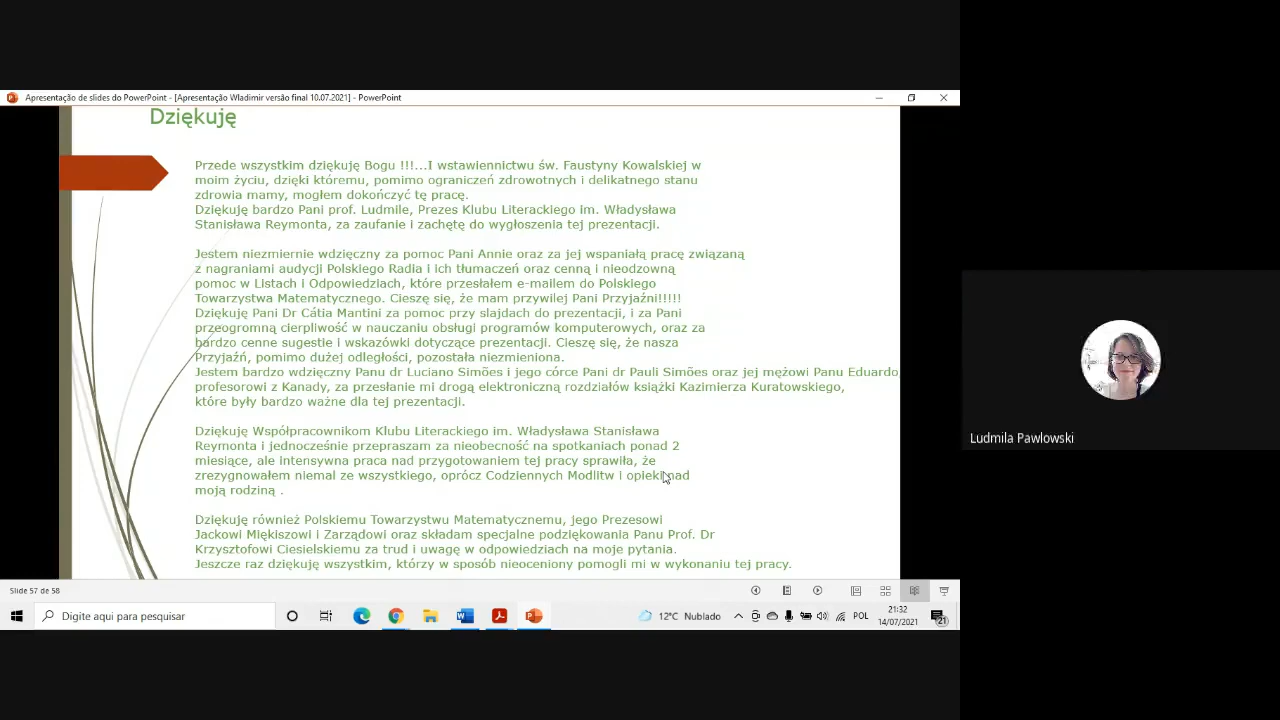 Apresentação de slides do PowerPoint - [Apresentação Wladimir versão final 10.07.2021] - PowerPoint
Dziękuję
Przede wszystkim dziękuję Bogu !!!...I wstawiennictwu św. Faustyny Kowalskiej w
moim życiu, dzięki któremu, pomimo ograniczeń zdrowotnych i delikatnego stanu
zdrowia mamy, mogłem dokończyć tę pracę.
Dziękuję bardzo Pani prof. Ludmile, Prezes Klubu Literackiego im. Władysława
Stanisława Reymonta, za zaufanie i zachętę do wygłoszenia tej prezentacji.
Jestem niezmiernie wdzięczny za pomoc Pani Annie oraz za jej wspaniałą pracę związaną
z nagraniami audycji Polskiego Radia i ich tłumaczeń oraz cenną i nieodzowną
pomoc w Listach i Odpowiedziach, które przesłałem e-mailem do Polskiego
Towarzystwa Matematycznego. Cieszę się, że mam przywilej Pani Przyjaźni!!!!!
Dziękuję Pani Dr Cátia Mantini za pomoc przy slajdach do prezentacji, i za Pani
przeogromną cierpliwość w nauczaniu obsługi programów komputerowych, oraz za
bardzo cenne sugestie i wskazówki dotyczące prezentacji. Cieszę się, że nasza
Przyjaźń, pomimo dużej odległości, pozostała niezmieniona.
Jestem bardzo wdzięczny Panu dr Luciano Simões i jego córce Pani dr Pauli Simões oraz jej mężowi Panu Eduardo,
profesorowi z Kanady, za przesłanie mi drogą elektroniczną rozdziałów książki Kazimierza Kuratowskiego,
które były bardzo ważne dla tej prezentacji.
Dziękuję Współpracownikom Klubu Literackiego im. Władysława Stanisława
Reymonta i jednocześnie przepraszam za nieobecność na spotkaniach ponad 2
miesiące, ale intensywna praca nad przygotowaniem tej pracy sprawiła, że
zrezygnowałem niemal ze wszystkiego, oprócz Codziennych Modlitw i opieki nad
moją rodziną .
Dziękuję również Polskiemu Towarzystwu Matematycznemu, jego Prezesowi
Jackowi Miękiszowi i Zarządowi oraz składam specjalne podziękowania Panu Prof. Dr
Krzysztofowi Ciesielskiemu za trud i uwagę w odpowiedziach na moje pytania.
Jeszcze raz dziękuję wszystkim, którzy w sposób nieoceniony pomogli mi w wykonaniu tej pracy.
Ludmila Pawlowski
Slide 57 de 58
Digite aqui para pesquisar
12°C Nublado
POL
21:32
14/07/2021
21